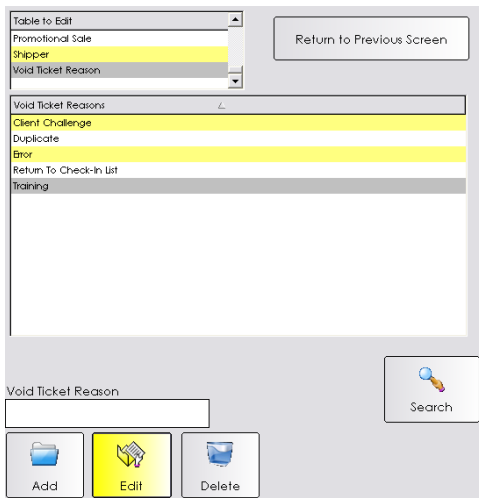 Table to Edit
Promotional Sale
Shipper
Void Ticket Reason
Return to Previous Screen
Void Ticket Reasons
Client Challenge
Duplicate
Error
Return To Check-In List
Training
Void Ticket Reason
Search
Add
Edit
Delete